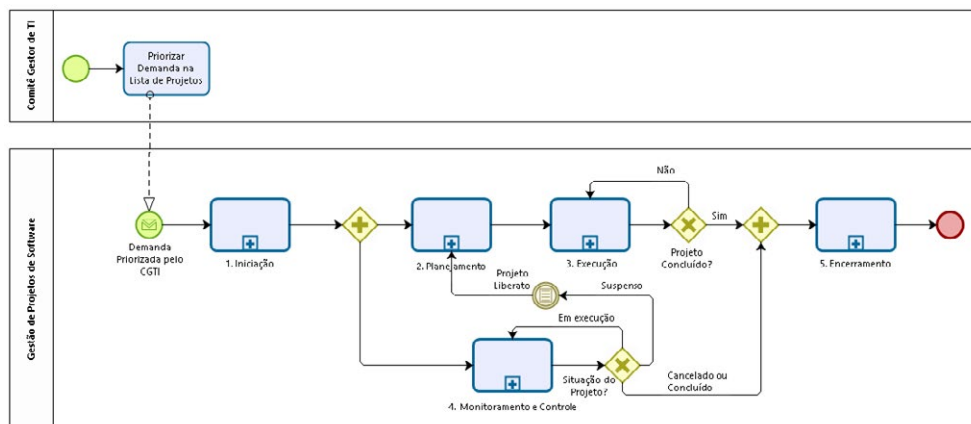 Comitê Gestor de TI
Priorizar
Demanda na
Lista de Projetos
Gestão de Projetos de Software
Demanda
Priorizada pelo
CGTI
1. Iniciação
2. Planejamento
3. Execução
Não
Sim
Projeto
Concluído?
5. Encerramento
Projeto
Liberato
Suspenso
Em execução
4. Monitoramento e Controle
Situação do
Projeto?
Cancelado ou
Concluído